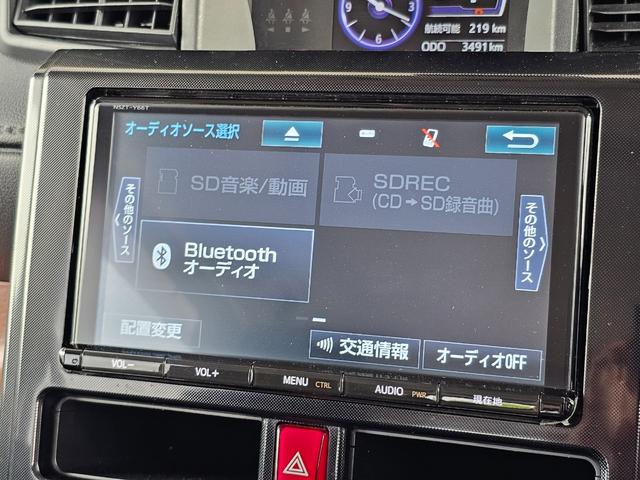 3
航続可能 219 km
ODO 3491 km
NSZT-Y66T
オーディオソース選択
SD音楽/動画
SDREC
(CD→SD録音曲)
その他のソース
その他のソース
Bluetooth
オーディオ
配置変更
交通情報
オーディオOFF
VOL−
VOL+
MENU CTRL
AUDIO PWR
現在地